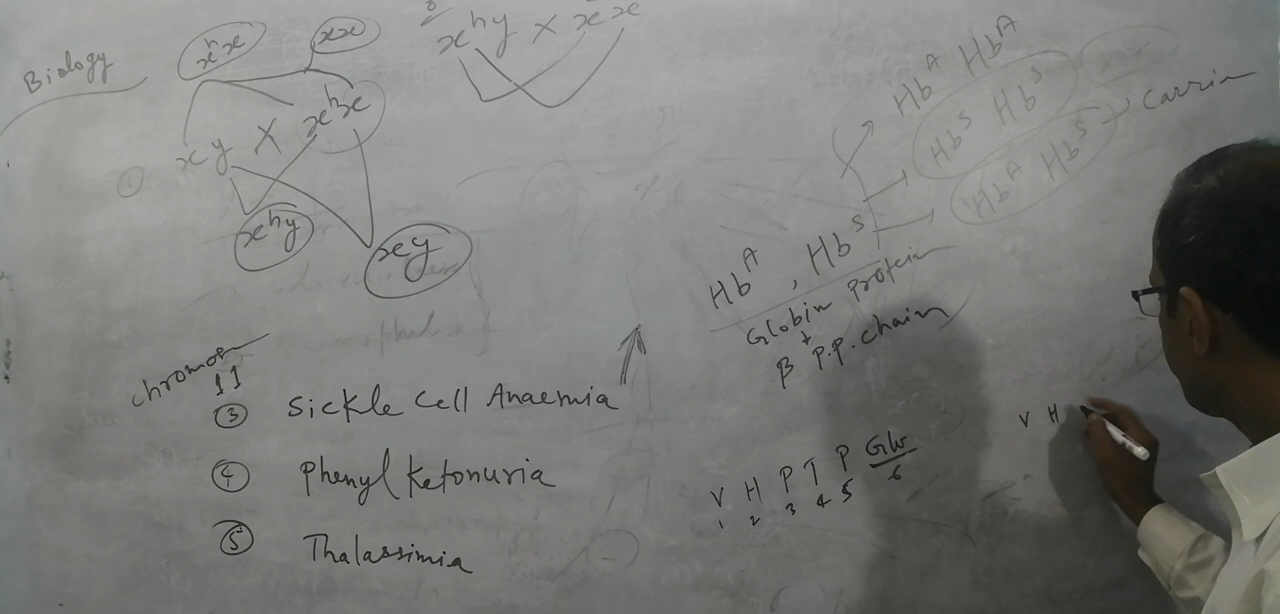 Biology
xʰx
xx
xʰy × xx
xy × xʰx
①
xʰy
xy
Hbᴬ Hbᴬ
Hbˢ Hbˢ
Hbᴬ Hbˢ → Carrier
Hbᴬ , Hbˢ
Globin protein
β p.p. chain
chromoso
11
③ Sickle Cell Anaemia
④ Phenyl Ketonuria
⑤ Thalassimia
V H P T P Glu
1 2 3 4 5 6
V H